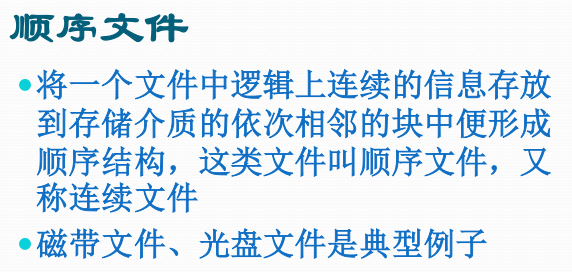 顺序文件
•将一个文件中逻辑上连续的信息存放
到存储介质的依次相邻的块中便形成
顺序结构，这类文件叫顺序文件，又
称连续文件
•磁带文件、光盘文件是典型例子